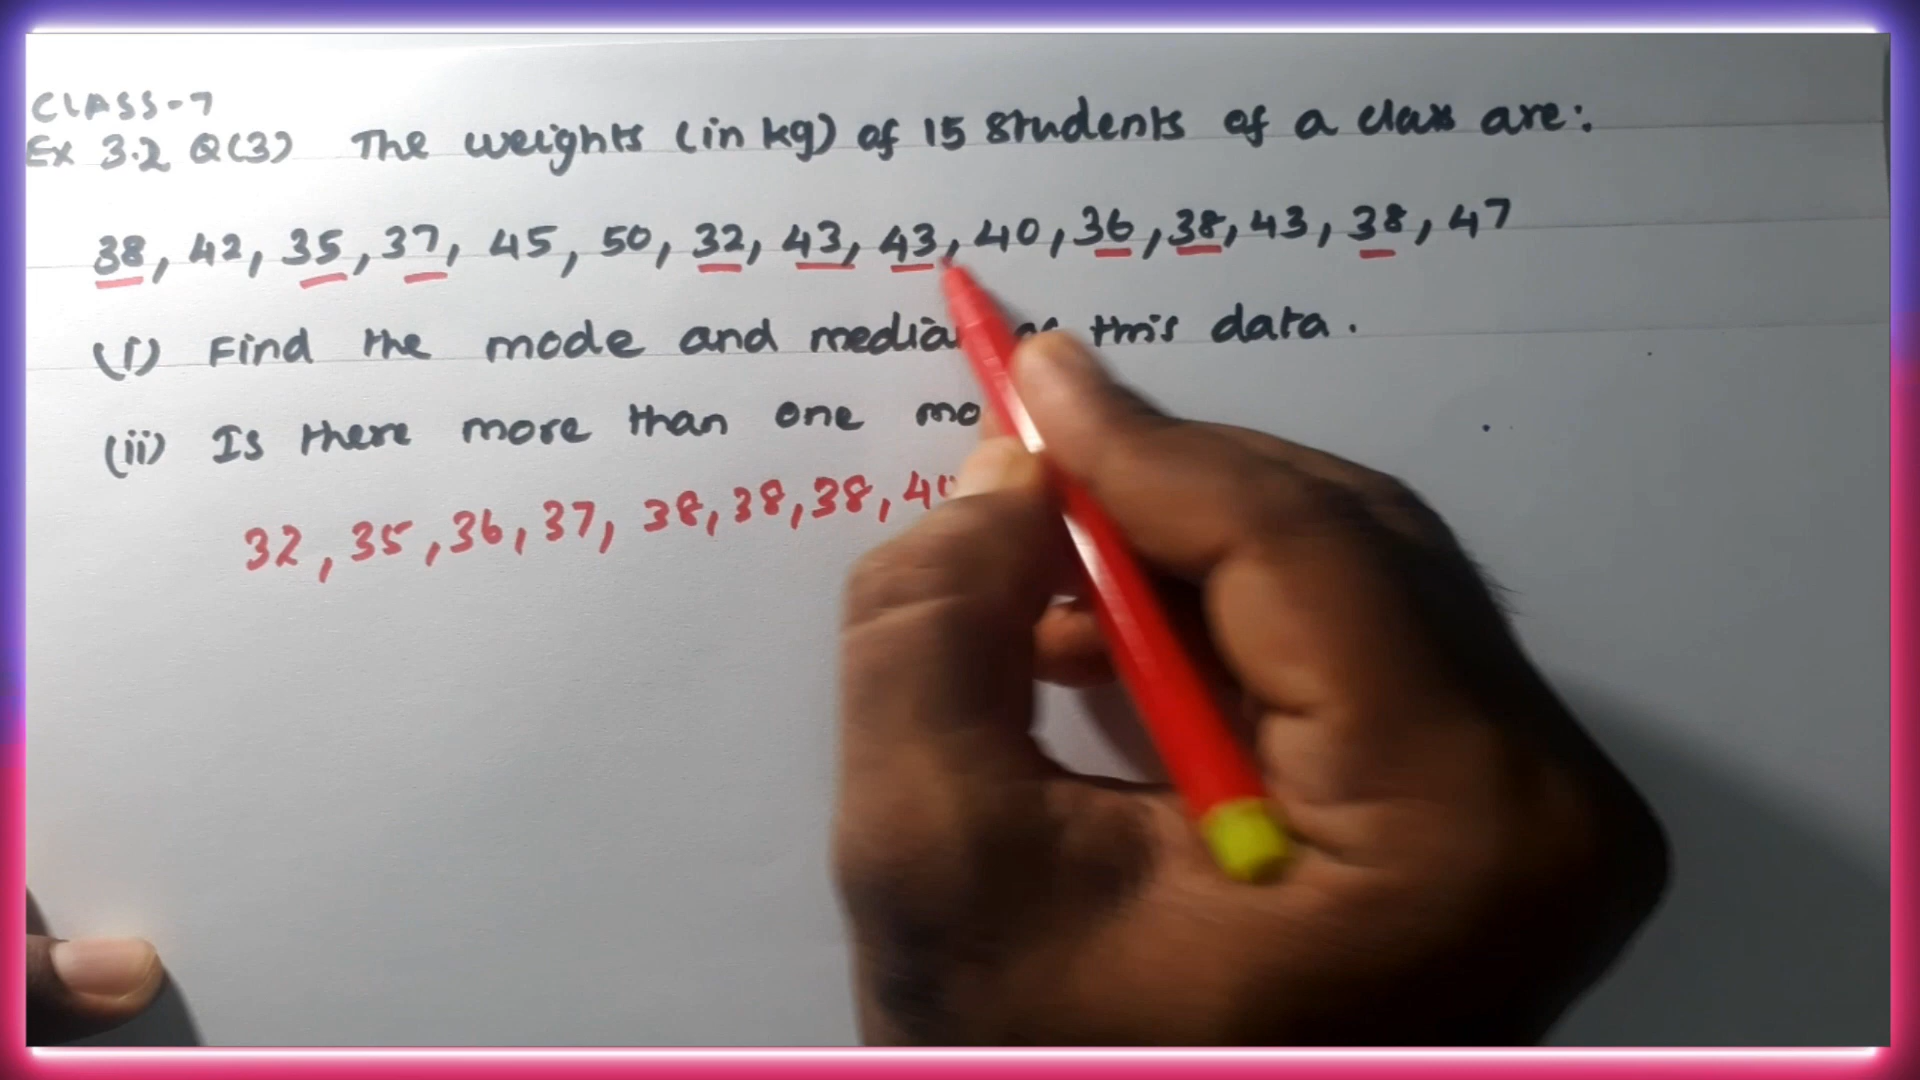 CLASS-7
Ex 3.2 Q(3) The weights (in kg) of 15 students of a class are:
38, 42, 35, 37, 45, 50, 32, 43, 43, 40, 36, 38, 43, 38, 47
(i) Find the mode and this data.
(ii) Is there more than one
32, 35, 36, 37, 38, 38, 38,